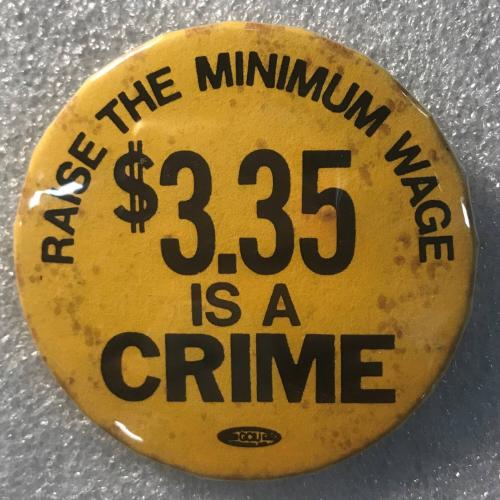 RAISE THE MINIMUM WAGE
$3.35
IS A
CRIME